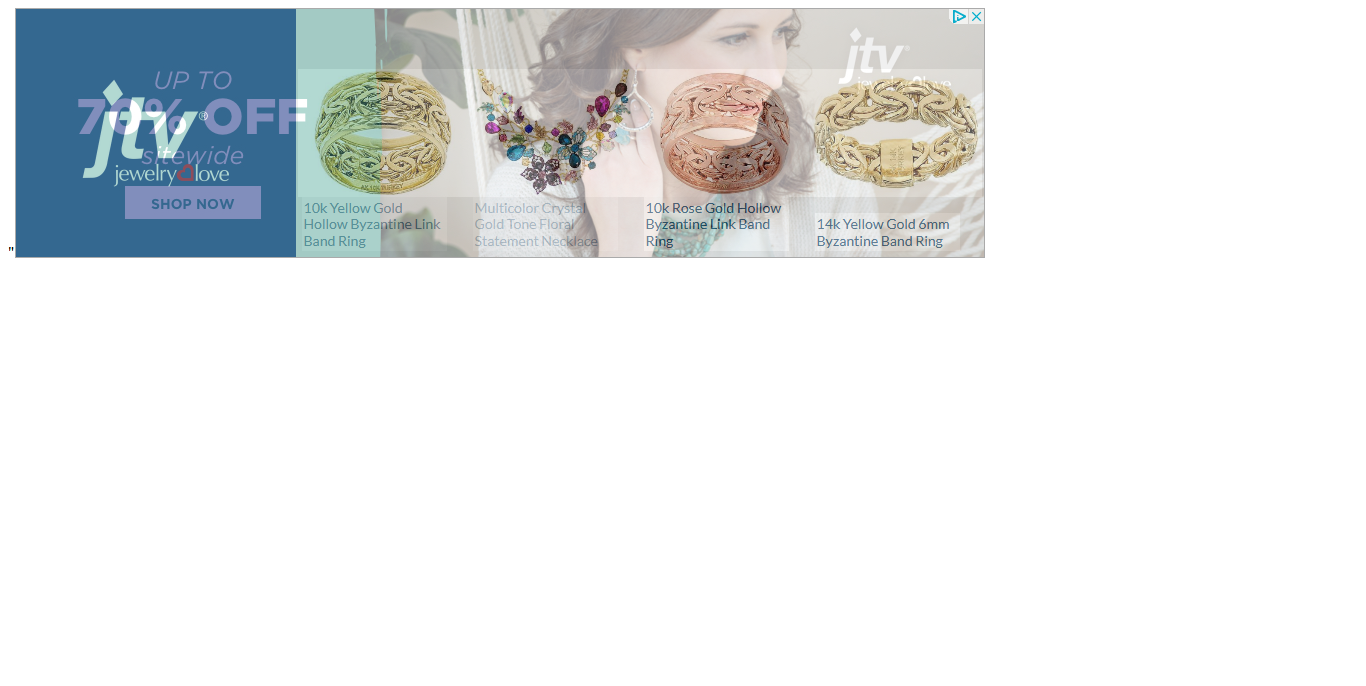 UP TO
70% OFF
jtv®
sitewide
jewelry love
SHOP NOW
jtv®
jewelry love
10k Yellow Gold
Hollow Byzantine Link
Band Ring
Multicolor Crystal
Gold Tone Floral
Statement Necklace
10k Rose Gold Hollow
Byzantine Link Band
Ring
14k Yellow Gold 6mm
Byzantine Band Ring
"